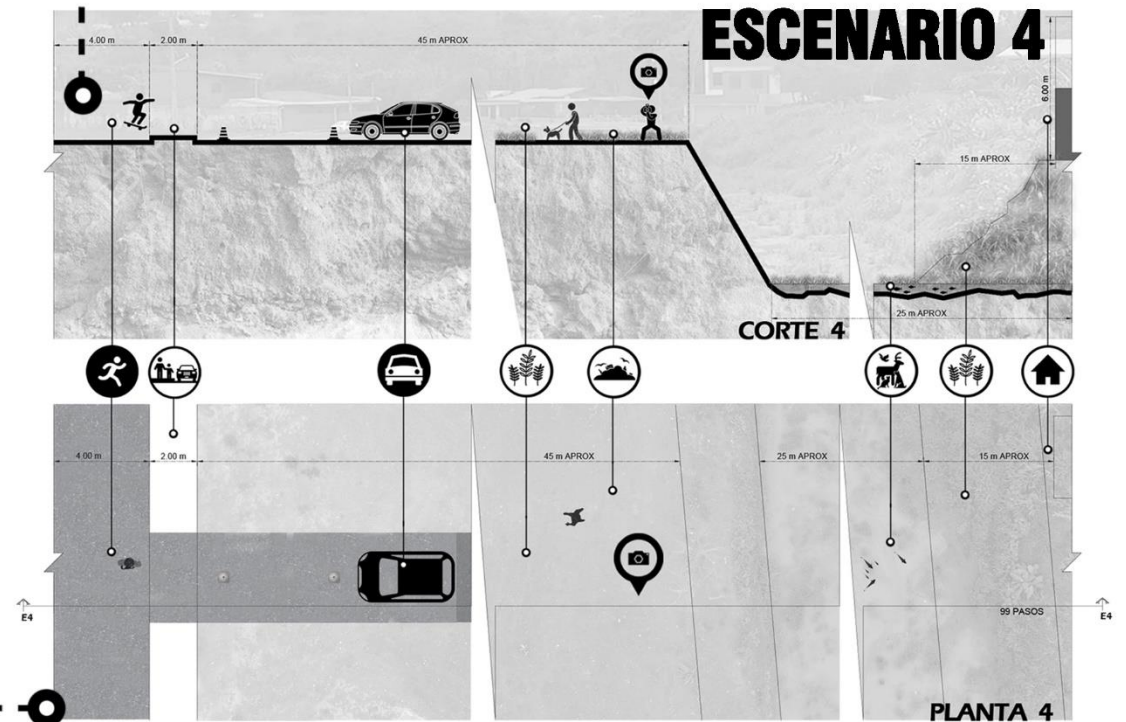 ESCENARIO 4
4.00 m
2.00 m
45 m APROX
6.00 m
15 m APROX
25 m APROX
CORTE 4
4.00 m
2.00 m
45 m APROX
25 m APROX
15 m APROX
99 PASOS
E4
E4
PLANTA 4